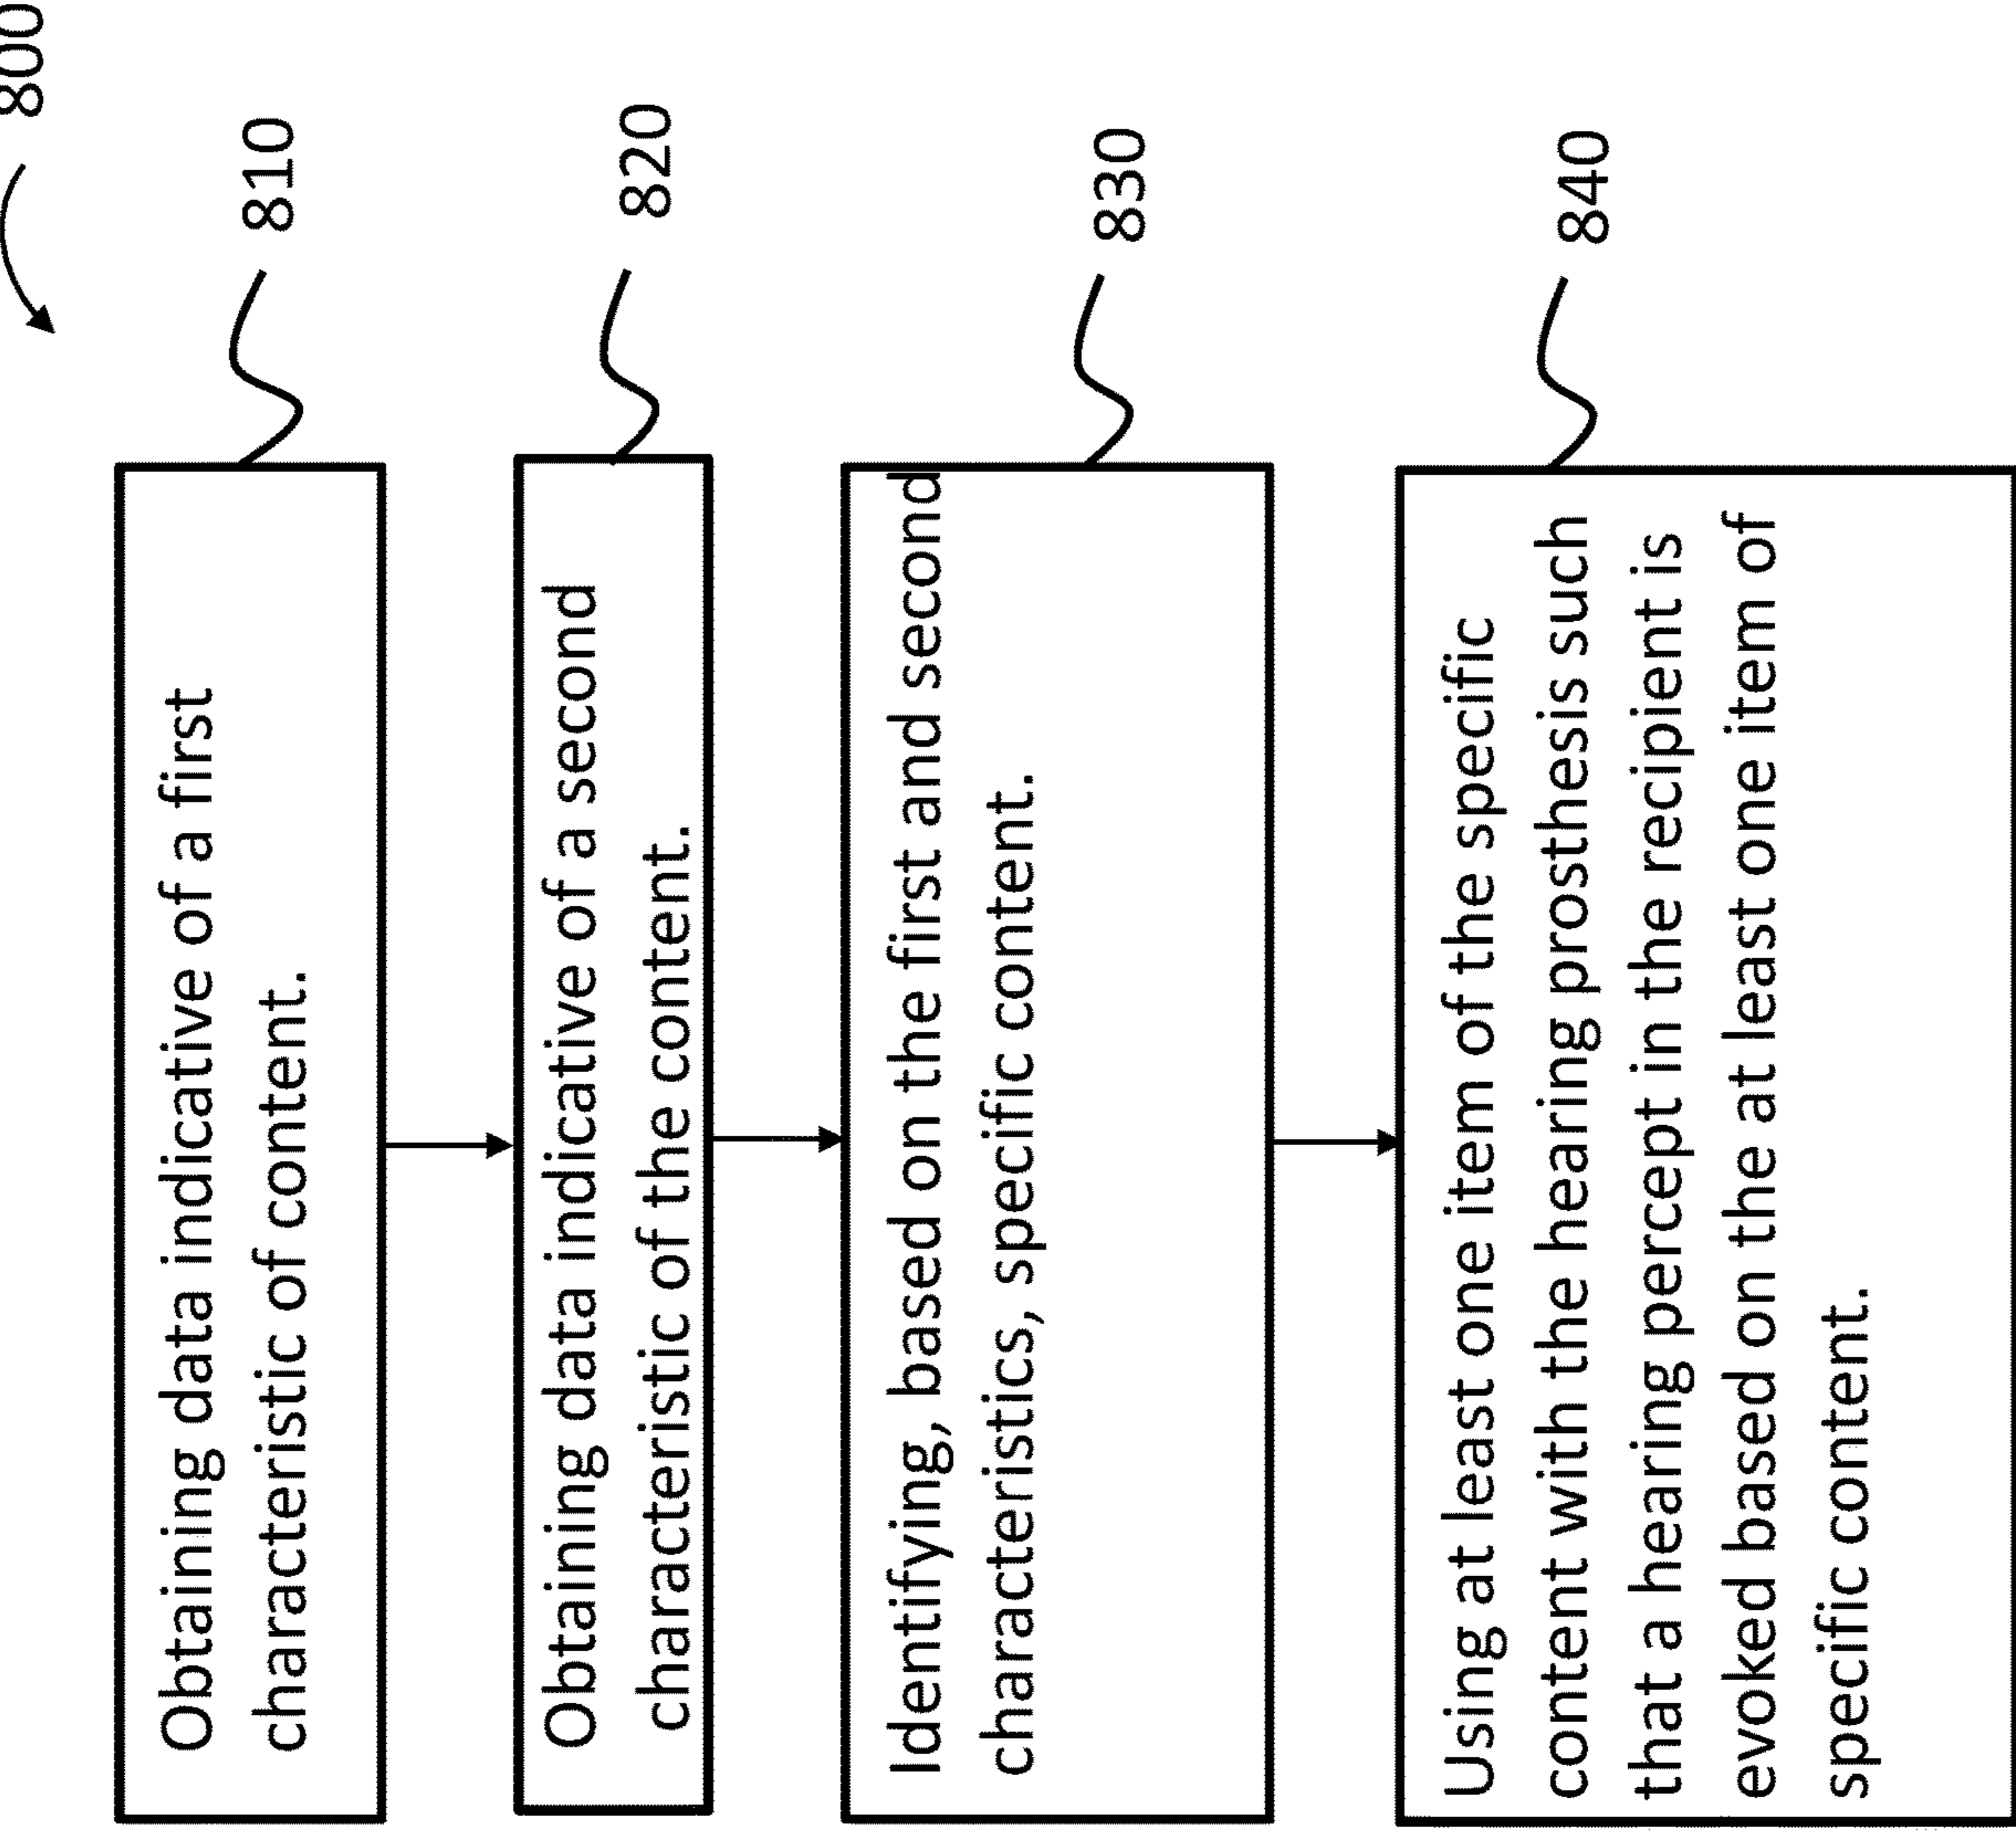 800
Obtaining data indicative of a first
characteristic of content.
810
Obtaining data indicative of a second
characteristic of the content.
820
Identifying, based on the first and second
characteristics, specific content.
830
Using at least one item of the specific
content with the hearing prosthesis such
that a hearing percept in the recipient is
evoked based on the at least one item of
specific content.
840